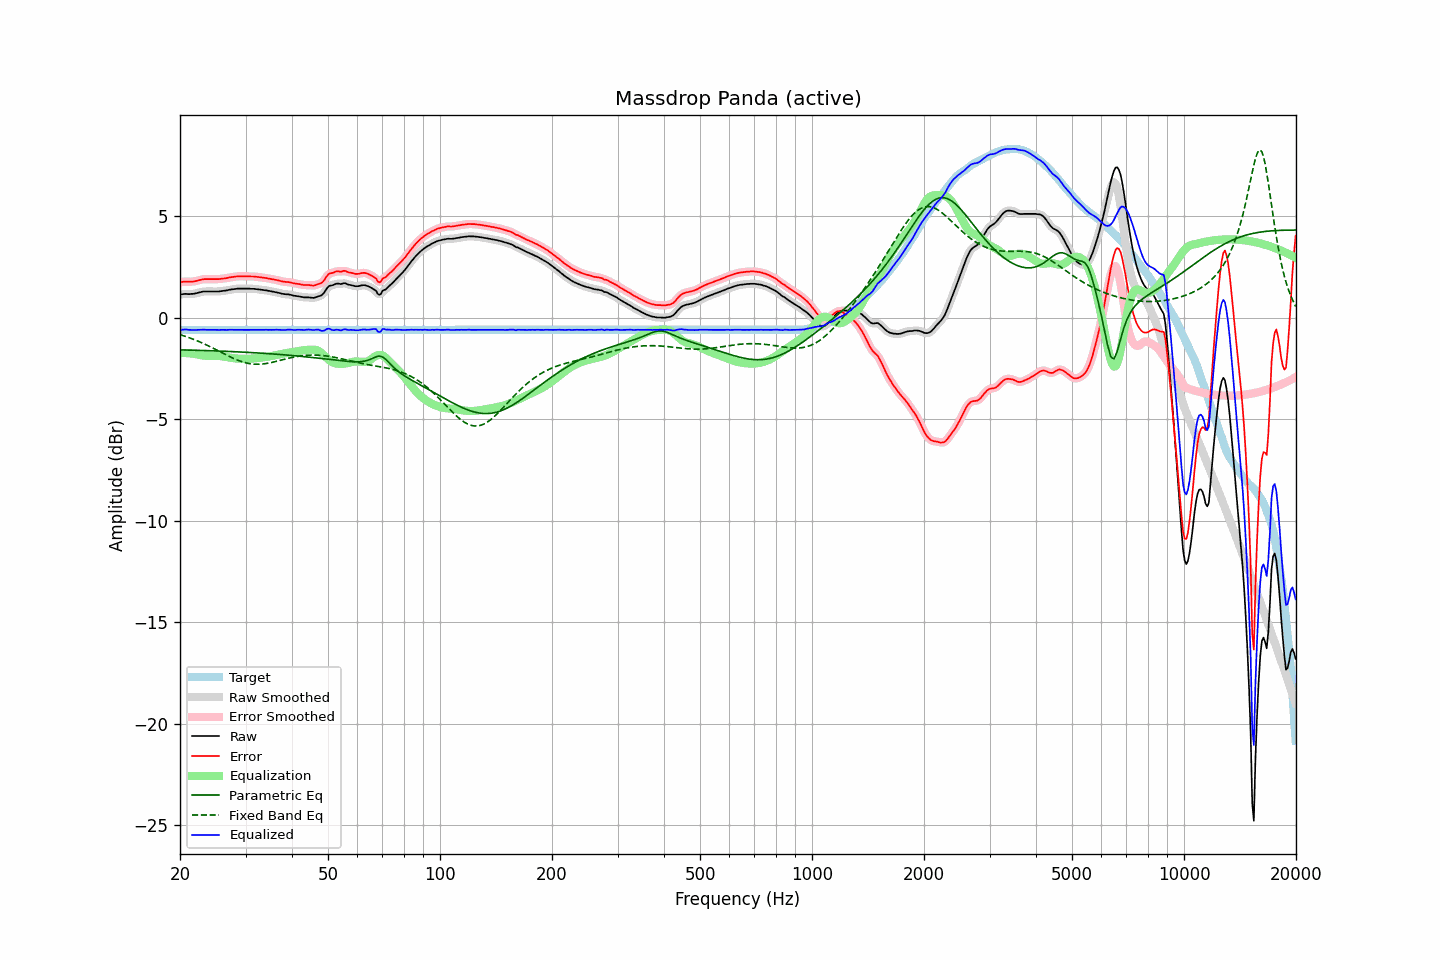 Massdrop Panda (active)
5
0
−5
−10
−15
−20
−25
Amplitude (dBr)
Target
Raw Smoothed
Error Smoothed
Raw
Error
Equalization
Parametric Eq
Fixed Band Eq
Equalized
20 50 100 200 500 1000 2000 5000 10000 20000
Frequency (Hz)